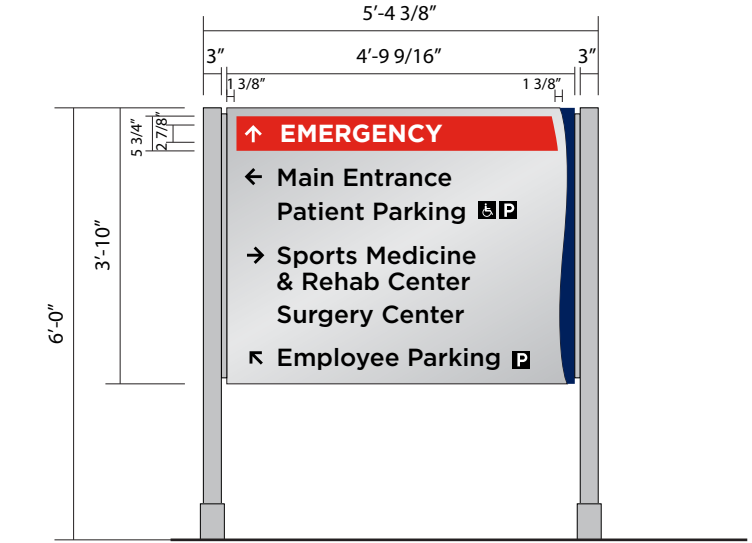 5′-4 3/8″
3″ 4′-9 9/16″ 3″
1 3/8″ 1 3/8″
5 3/4″
2 7/8″
3′-10″
6′-0″
↑ EMERGENCY
← Main Entrance
Patient Parking ♿ P
→ Sports Medicine
& Rehab Center
Surgery Center
↖ Employee Parking P